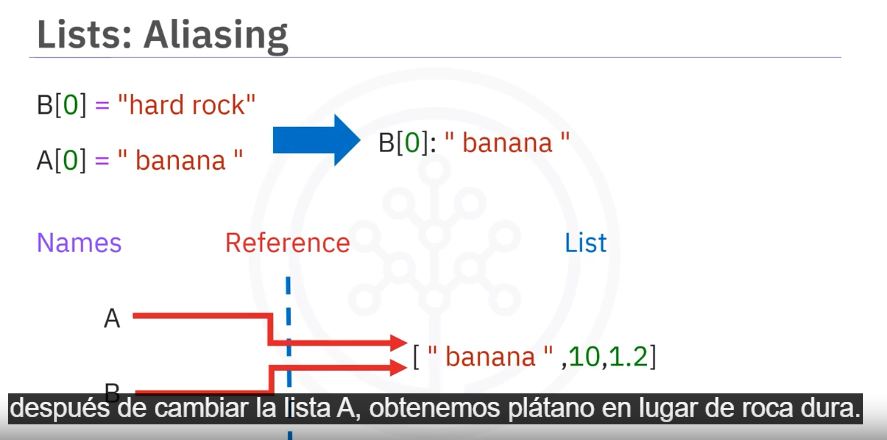 Lists: Aliasing
B[0] = "hard rock"
A[0] = " banana "
B[0]: " banana "
Names Reference List
A
[ " banana " ,10,1.2]
B
después de cambiar la lista A, obtenemos plátano en lugar de roca dura.